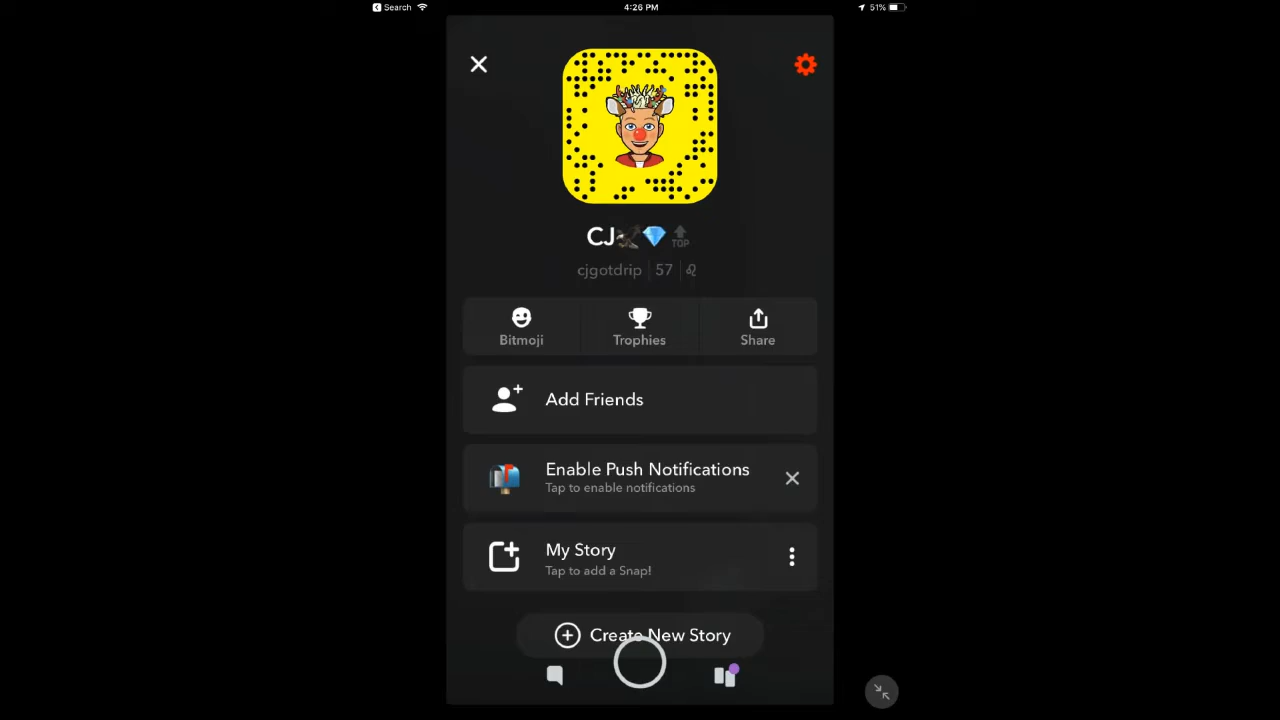 Search 4:26 PM 51%
CJ TOP
cjgotdrip 57 ♌
Bitmoji Trophies Share
Add Friends
Enable Push Notifications
Tap to enable notifications
My Story
Tap to add a Snap!
Create New Story